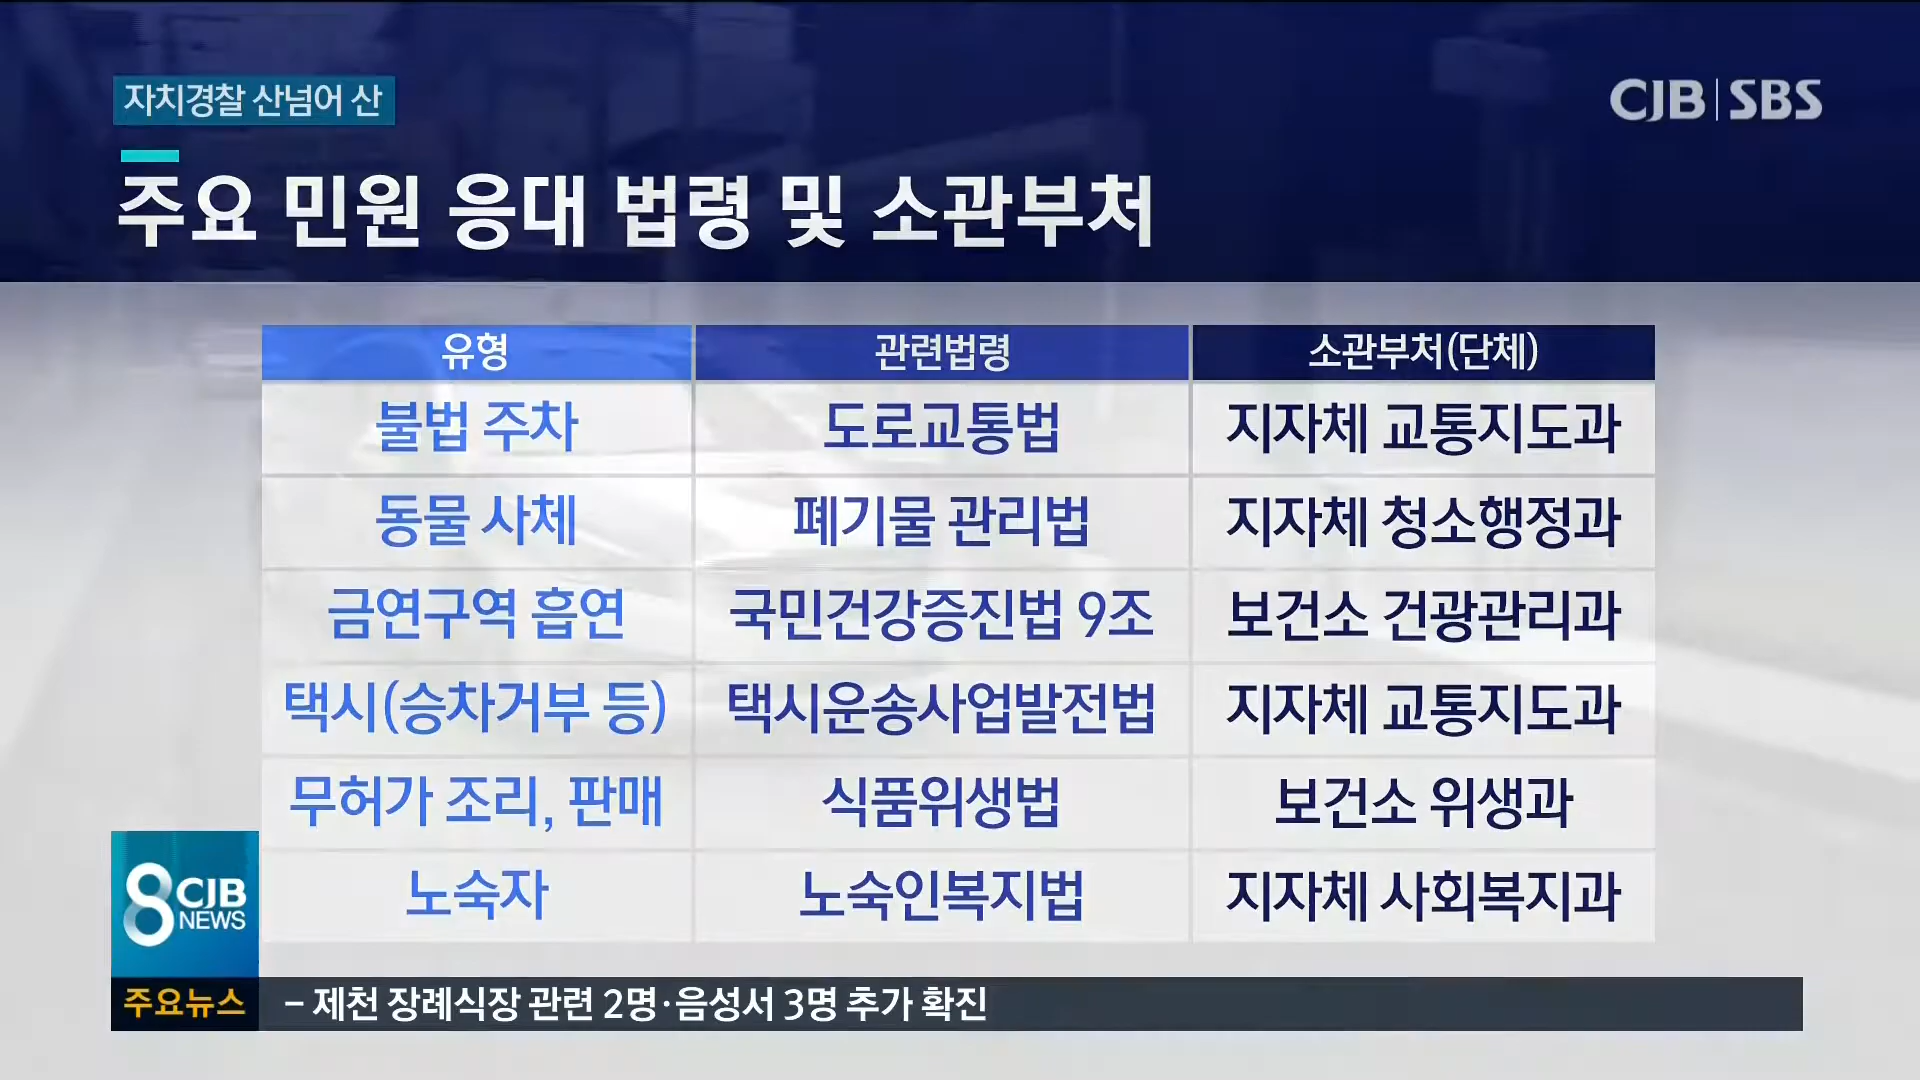 자치경찰 산넘어 산
CJB SBS
주요 민원 응대 법령 및 소관부처
유형 관련법령 소관부처(단체)
불법 주차 도로교통법 지자체 교통지도과
동물 사체 폐기물 관리법 지자체 청소행정과
금연구역 흡연 국민건강증진법 9조 보건소 건광관리과
택시(승차거부 등) 택시운송사업발전법 지자체 교통지도과
무허가 조리, 판매 식품위생법 보건소 위생과
노숙자 노숙인복지법 지자체 사회복지과
8 CJB NEWS
주요뉴스 - 제천 장례식장 관련 2명·음성서 3명 추가 확진